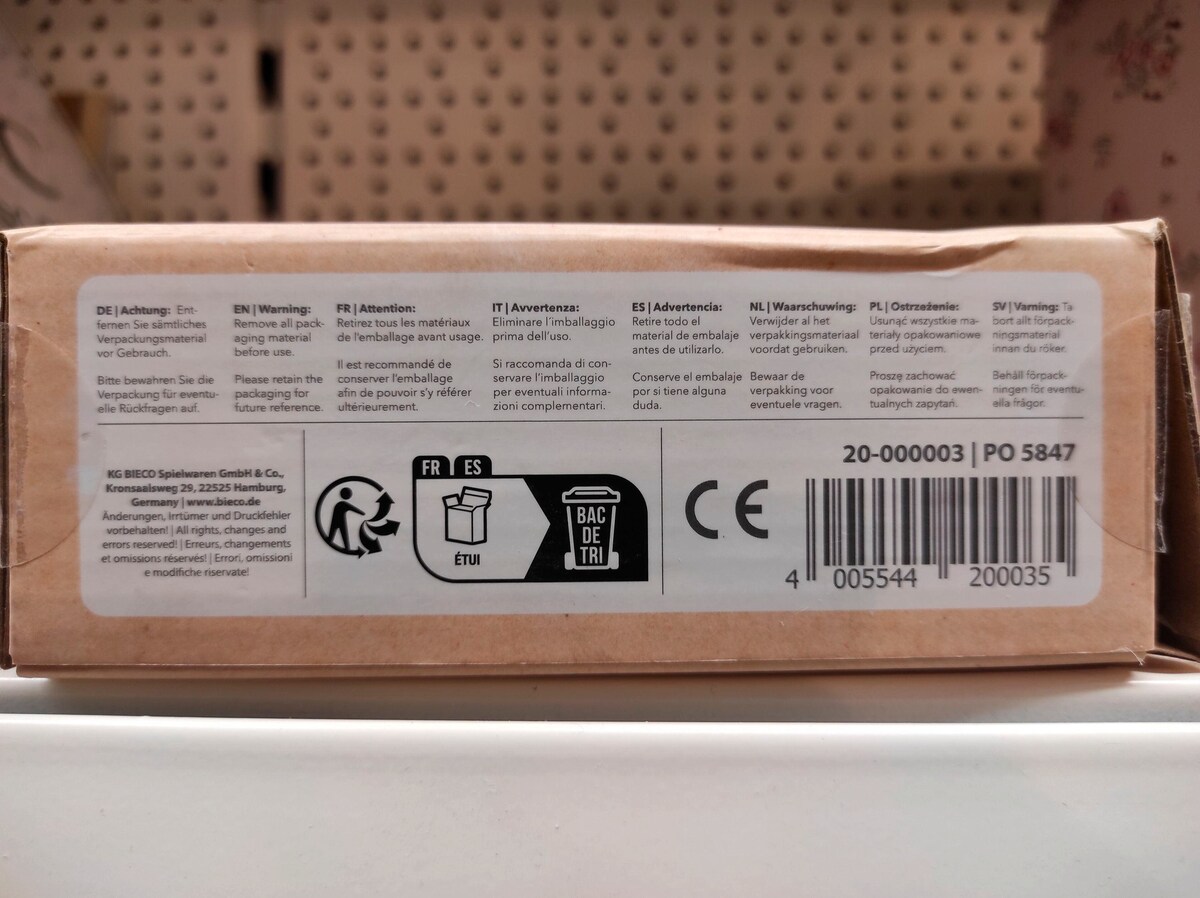 DE | Achtung: Ent-
fernen Sie sämtliches
Verpackungsmaterial
vor Gebrauch.
Bitte bewahren Sie die
Verpackung für eventu-
elle Rückfragen auf.
EN | Warning:
Remove all pack-
aging material
before use.
Please retain the
packaging for
future reference.
FR | Attention:
Retirez tous les matériaux
de l'emballage avant usage.
Il est recommandé de
conserver l'emballage
afin de pouvoir s'y référer
ultérieurement.
IT | Avvertenza:
Eliminare l'imballaggio
prima dell'uso.
Si raccomanda di con-
servare l'imballaggio
per eventuali informa-
zioni complementari.
ES | Advertencia:
Retire todo el
material de embalaje
antes de utilizarlo.
Conserve el embalaje
por si tiene alguna
duda.
NL | Waarschuwing:
Verwijder al het
verpakkingsmateriaal
voordat gebruiken.
Bewaar de
verpakking voor
eventuele vragen.
PL | Ostrzeżenie:
Usunąć wszystkie ma-
teriały opakowaniowe
przed użyciem.
Proszę zachować
opakowanie do ewen-
tualnych zapytań.
SV | Varning: Ta
bort allt förpack-
ningsmaterial
innan du röker.
Behåll förpack-
ningen för eventu-
ella frågor.
KG BIECO Spielwaren GmbH & Co.,
Kronsaalsweg 29, 22525 Hamburg,
Germany | www.bieco.de
Änderungen, Irrtümer und Druckfehler
vorbehalten! | All rights, changes and
errors reserved! | Erreurs, changements
et omissions réservés! | Errori, omissioni
e modifiche riservate!
FR ES
ÉTUI
BAC
DE
TRI
CE
20-000003 | PO 5847
4 005544 200035